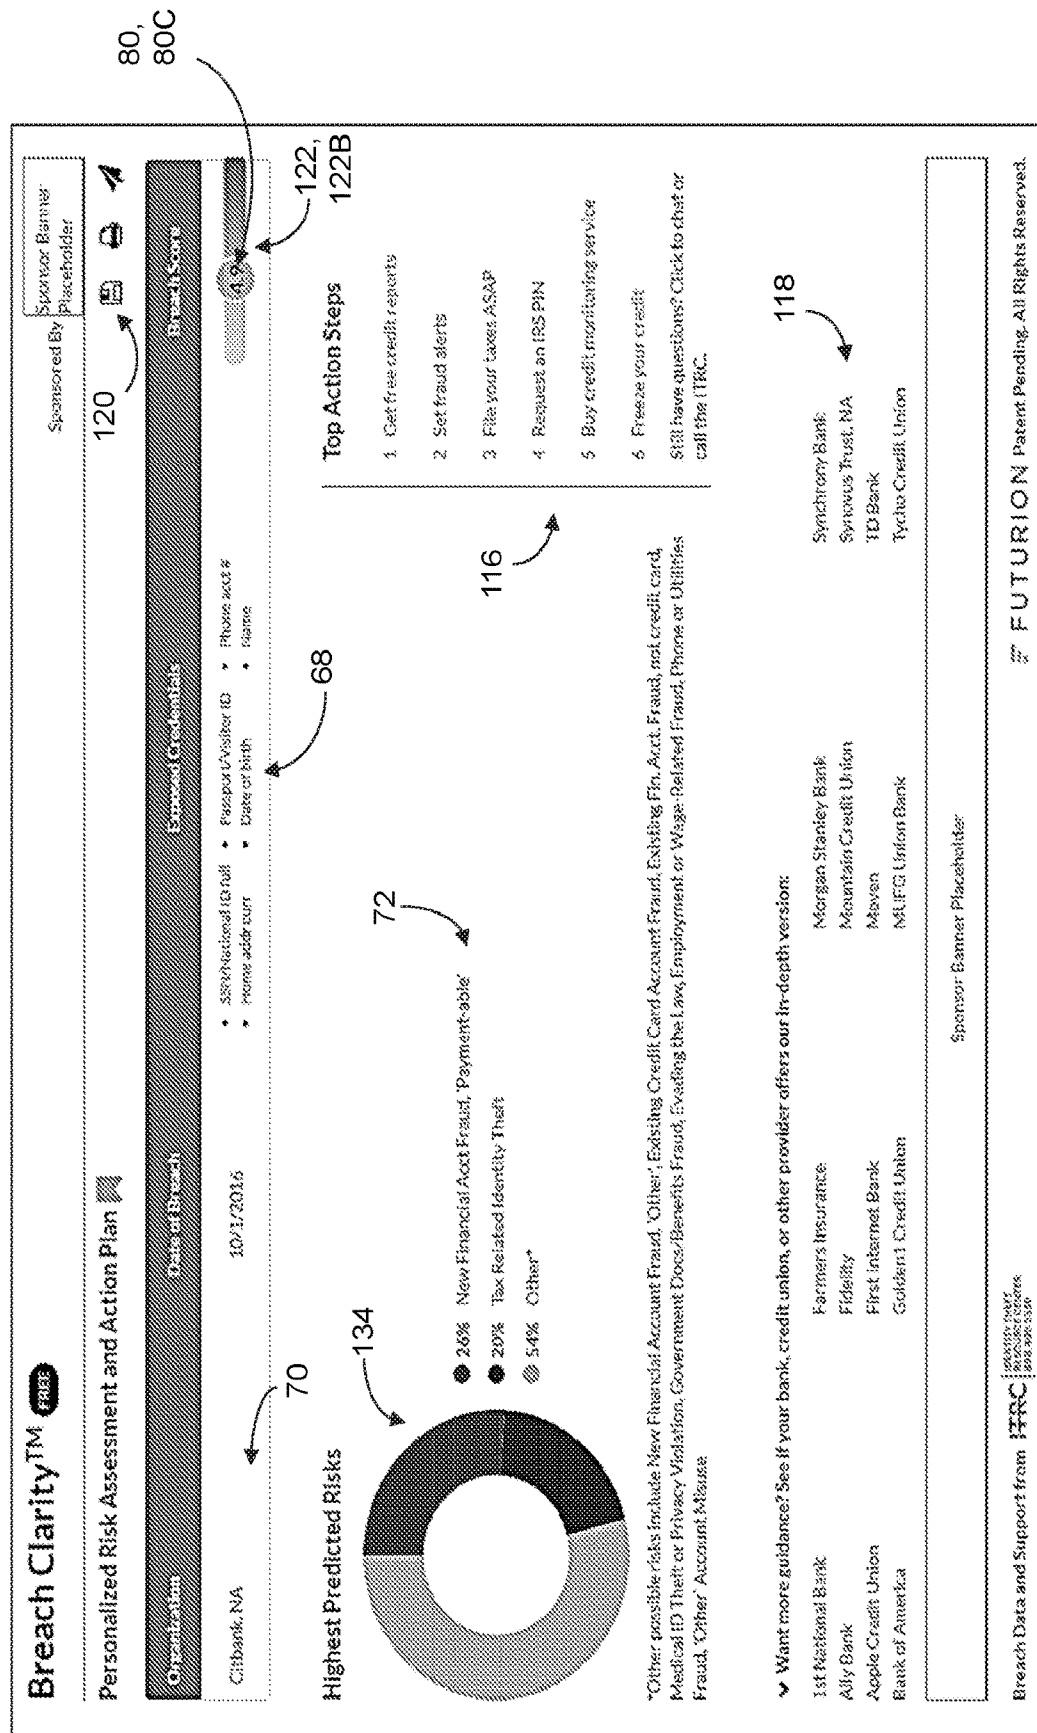 Breach Clarity™ FREE
Sponsored By
Sponsor Banner
Placeholder
Personalized Risk Assessment and Action Plan
120
80,
80C
Organization
Date of Breach
Exposed Credentials
Breach Score
Citibank, NA
10/1/2016
SSN/National ID full
Passport/Visitor ID
Phone acct #
Home addr curr
Date of birth
Name
4.2
122,
122B
70
68
Highest Predicted Risks
134
26% New Financial Acct Fraud, 'Payment-able'
20% Tax Related Identity Theft
54% Other*
72
116
Top Action Steps
1 Get free credit reports
2 Set fraud alerts
3 File your taxes ASAP
4 Request an IRS PIN
5 Buy credit monitoring service
6 Freeze your credit
Still have questions? Click to chat or
call the ITRC.
*Other possible risks include New Financial Account Fraud, 'Other', Existing Credit Card Account Fraud, Existing Fin. Acct. Fraud, not credit card,
Medical ID Theft or Privacy Violation, Government Docs/Benefits Fraud, Evading the Law, Employment or Wage-Related Fraud, Phone or Utilities
Fraud, 'Other' Account Misuse
Want more guidance? See if your bank, credit union, or other provider offers our in-depth version:
118
1st National Bank
Farmers Insurance
Morgan Stanley Bank
Synchrony Bank
Ally Bank
Fidelity
Mountain Credit Union
Synovus Trust, NA
Apple Credit Union
First Internet Bank
Moven
TD Bank
Bank of America
Golden1 Credit Union
MUFG Union Bank
Tycho Credit Union
Sponsor Banner Placeholder
Breach Data and Support from ITRC
IDENTITY THEFT
RESOURCE CENTER
FUTURION Patent Pending. All Rights Reserved.